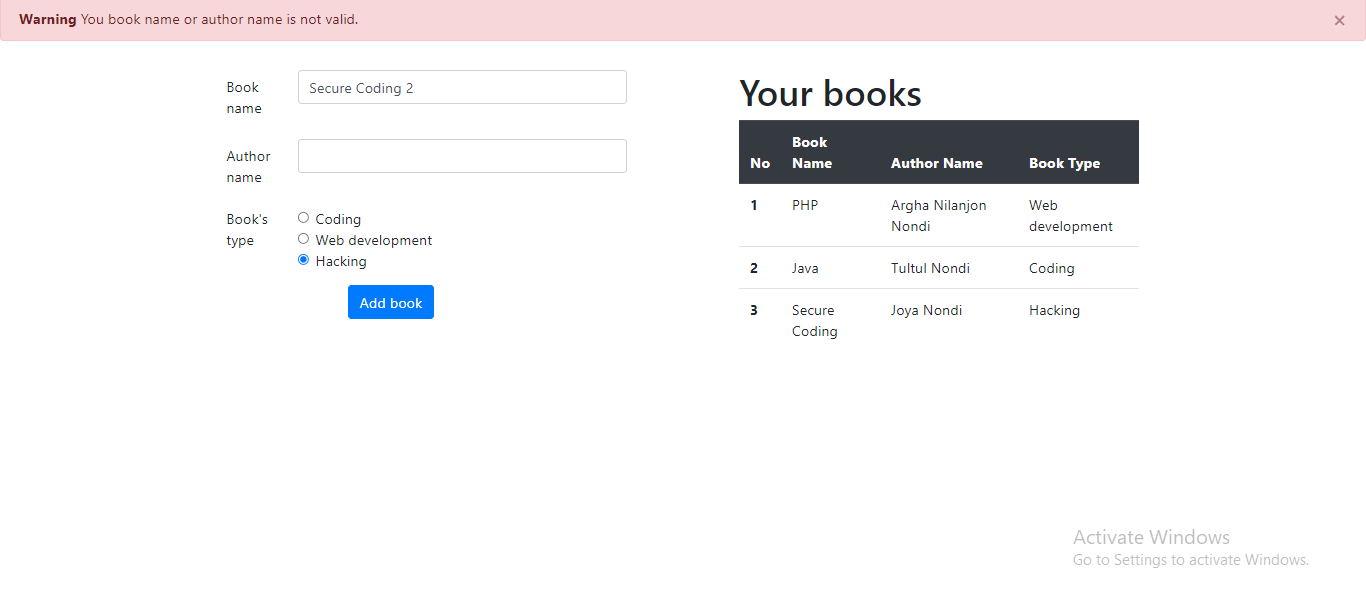 Warning You book name or author name is not valid.
×
Book
name
Secure Coding 2
Author
name
Book's
type
Coding
Web development
Hacking
Add book
Your books
No Book
Name Author Name Book Type
1 PHP Argha Nilanjon
Nondi Web
development
2 Java Tultul Nondi Coding
3 Secure
Coding Joya Nondi Hacking
Activate Windows
Go to Settings to activate Windows.